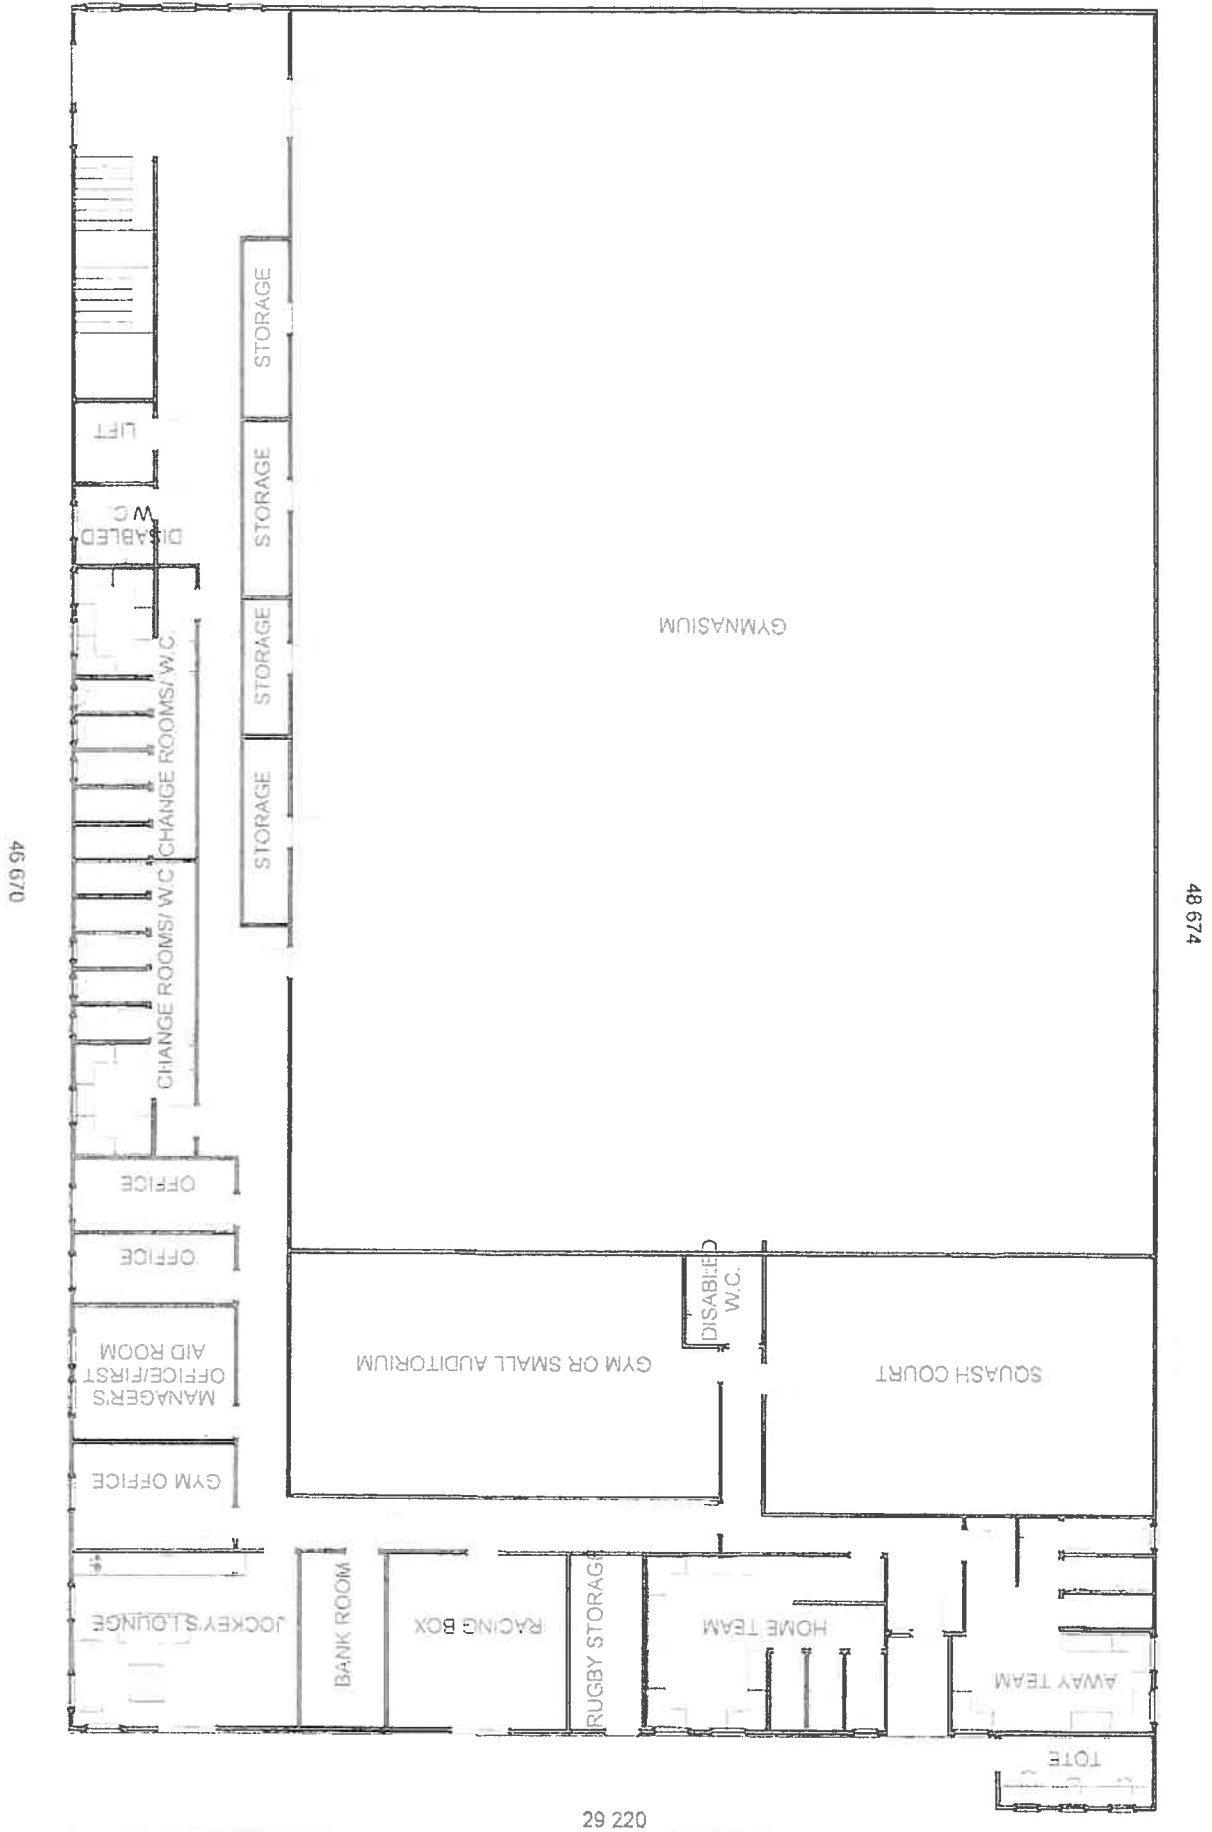 STORAGE
LIFT
STORAGE
DISABLED
W.C.
GYMNASIUM
STORAGE
CHANGE ROOMS/ W.C.
STORAGE
46 670
48 674
CHANGE ROOMS/ W.C.
OFFICE
OFFICE
DISABLED
W.C.
MANAGER'S
OFFICE/FIRST
AID ROOM
GYM OR SMALL AUDITORIUM
SQUASH COURT
GYM OFFICE
JOCKEY'S LOUNGE
BANK ROOM
RACING BOX
RUGBY STORAGE
HOME TEAM
AWAY TEAM
TOTE
29 220